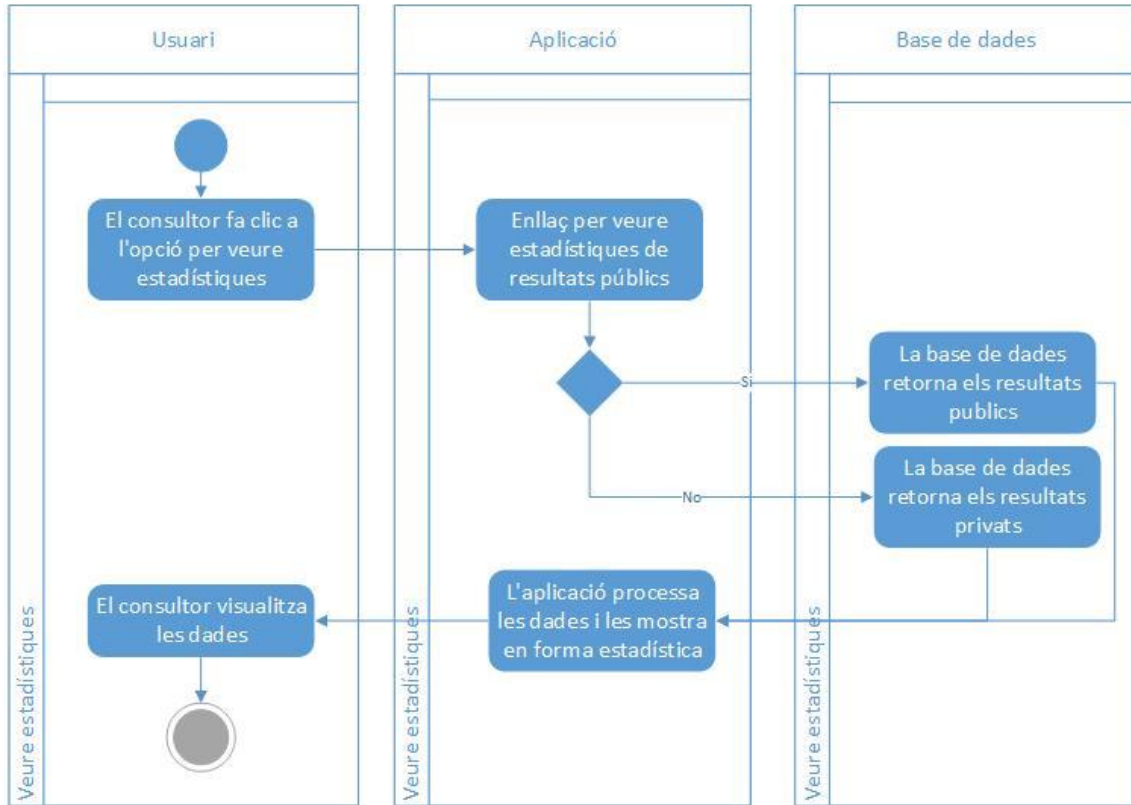 Usuari
Aplicació
Base de dades
El consultor fa clic a
l'opció per veure
estadístiques
Enllaç per veure
estadístiques de
resultats públics
Si
La base de dades
retorna els resultats
publics
No
La base de dades
retorna els resultats
privats
L'aplicació processa
les dades i les mostra
en forma estadística
El consultor visualitza
les dades
Veure estadístiques
Veure estadístiques
Veure estadístiques